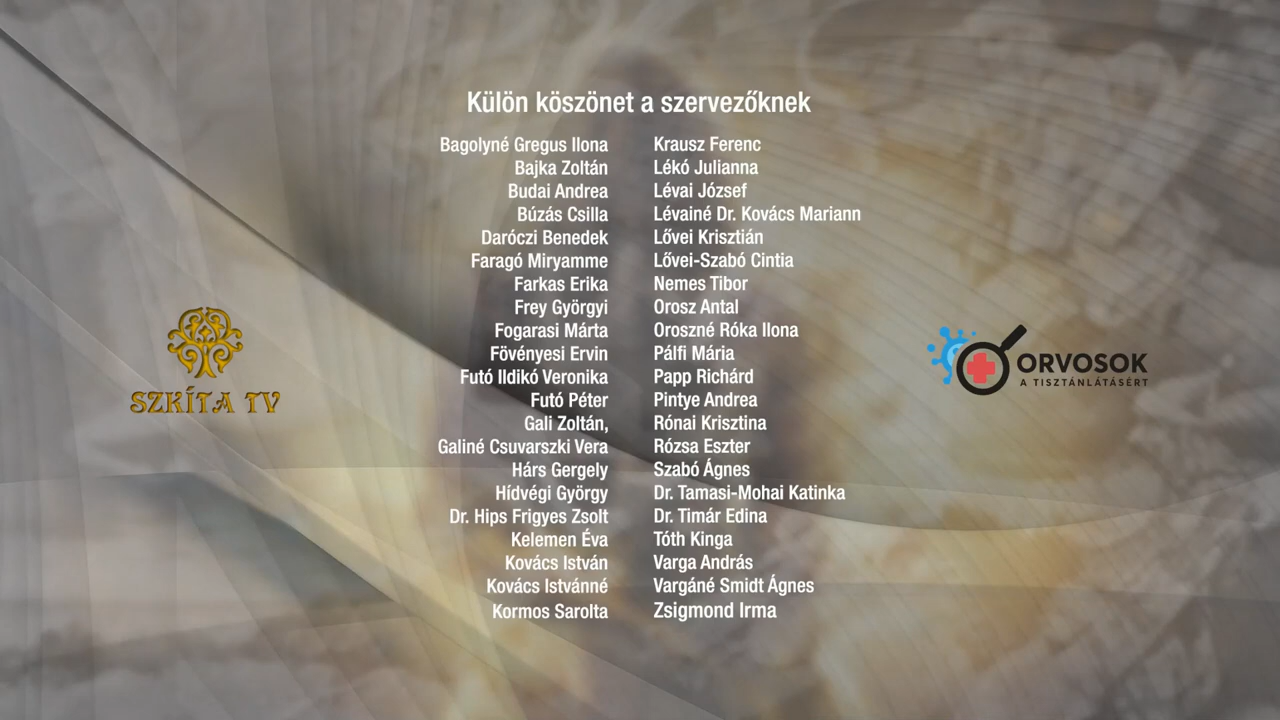 Külön köszönet a szervezőknek
Bagolyné Gregus Ilona
Bajka Zoltán
Budai Andrea
Búzás Csilla
Daróczi Benedek
Faragó Miryamme
Farkas Erika
Frey Györgyi
Fogarasi Márta
Fövényesi Ervin
Futó Ildikó Veronika
Futó Péter
Gali Zoltán,
Galiné Csuvarszki Vera
Hárs Gergely
Hídvégi György
Dr. Hips Frigyes Zsolt
Kelemen Éva
Kovács István
Kovács Istvánné
Kormos Sarolta
Krausz Ferenc
Lékó Julianna
Lévai József
Lévainé Dr. Kovács Mariann
Lővei Krisztián
Lővei-Szabó Cintia
Nemes Tibor
Orosz Antal
Oroszné Róka Ilona
Pálfi Mária
Papp Richárd
Pintye Andrea
Rónai Krisztina
Rózsa Eszter
Szabó Ágnes
Dr. Tamasi-Mohai Katinka
Dr. Timár Edina
Tóth Kinga
Varga András
Vargáné Smidt Ágnes
Zsigmond Irma
SZKÍTA TV
ORVOSOK
A TISZTÁNLÁTÁSÉRT